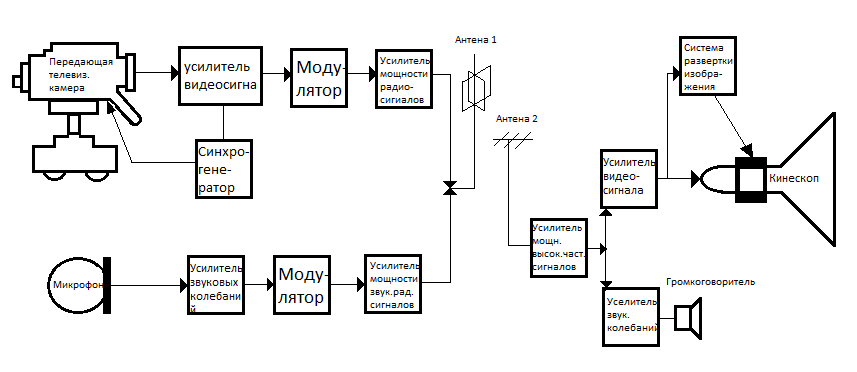 Передающая
телевиз.
камера
усилитель
видеосигна
Моду-
лятор
Усилитель
мощности
радио-
сигиалов
Антена 1
Синхро-
гене-
ратор
Микрофон
Усилитель
звуковых
колебани
й
Моду-
лятор
Усилитель
мощности
звук.рад.
сигналов
Антена 2
Усилитель
мощн.
высок.част.
сигналов
Усилитель
видео-
сигнала
Система
развертки
изобра-
жения
Кинескоп
Уселитель
звук.
колебаний
Громкоговоритель